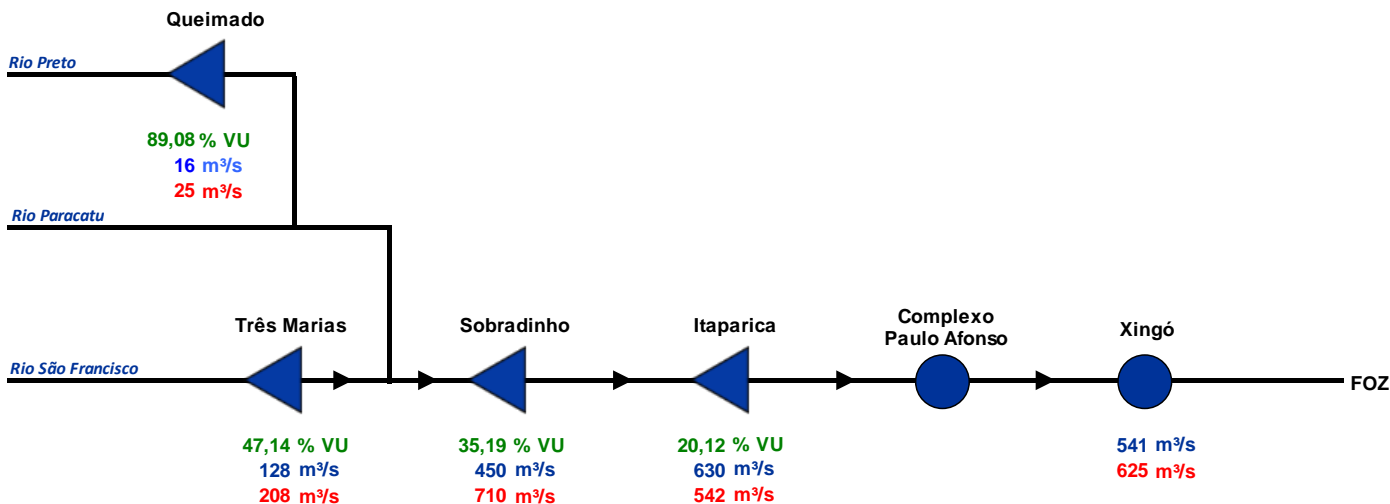 Queimado
Rio Preto
89,08 % VU
16 m³/s
25 m³/s
Rio Paracatu
Três Marias
Sobradinho
Itaparica
Complexo
Paulo Afonso
Xingó
Rio São Francisco
FOZ
47,14 % VU
128 m³/s
208 m³/s
35,19 % VU
450 m³/s
710 m³/s
20,12 % VU
630 m³/s
542 m³/s
541 m³/s
625 m³/s